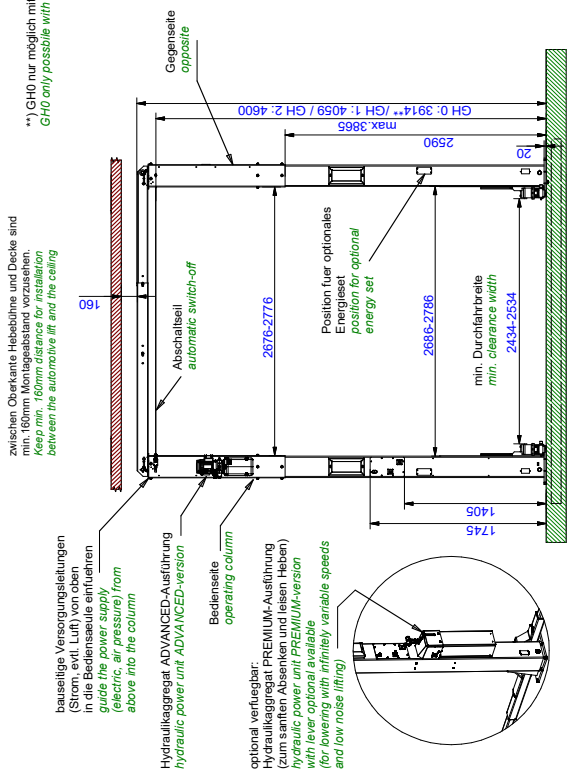 **) GH0 nur möglich mit
GH0 only possbile with
zwischen Oberkante Hebebühne und Decke sind
min.160mm Montageabstand vorzusehen.
Keep min. 160mm distance for installation
between the automotive lift and the ceiling
bauseitige Versorgungsleitungen
(Strom, evtl. Luft) von oben
in die Bediensaeule einfuehren
guide the power supply
(electric, air pressure) from
above into the column
Hydraulikaggregat ADVANCED-Ausführung
hydraulic power unit ADVANCED-version
Bedienseite
operating column
optional verfuegbar:
Hydraulikaggregat PREMIUM-Ausführung
(zum sanften Absenken und leisen Heben)
hydraulic power unit PREMIUM-version
with lever optional available
(for lowering with infinitely variable speeds
and low noise lifting)
160
Abschaltseil
automatic switch-off
2676-2776
Gegenseite
opposite
GH 0: 3914**/ GH 1: 4059 / GH 2: 4600
max.3865
2590
20
Position fuer optionales
Energieset
position for optional
energy set
2686-2786
min. Durchfahrbreite
min. clearance width
2434-2534
1405
1745